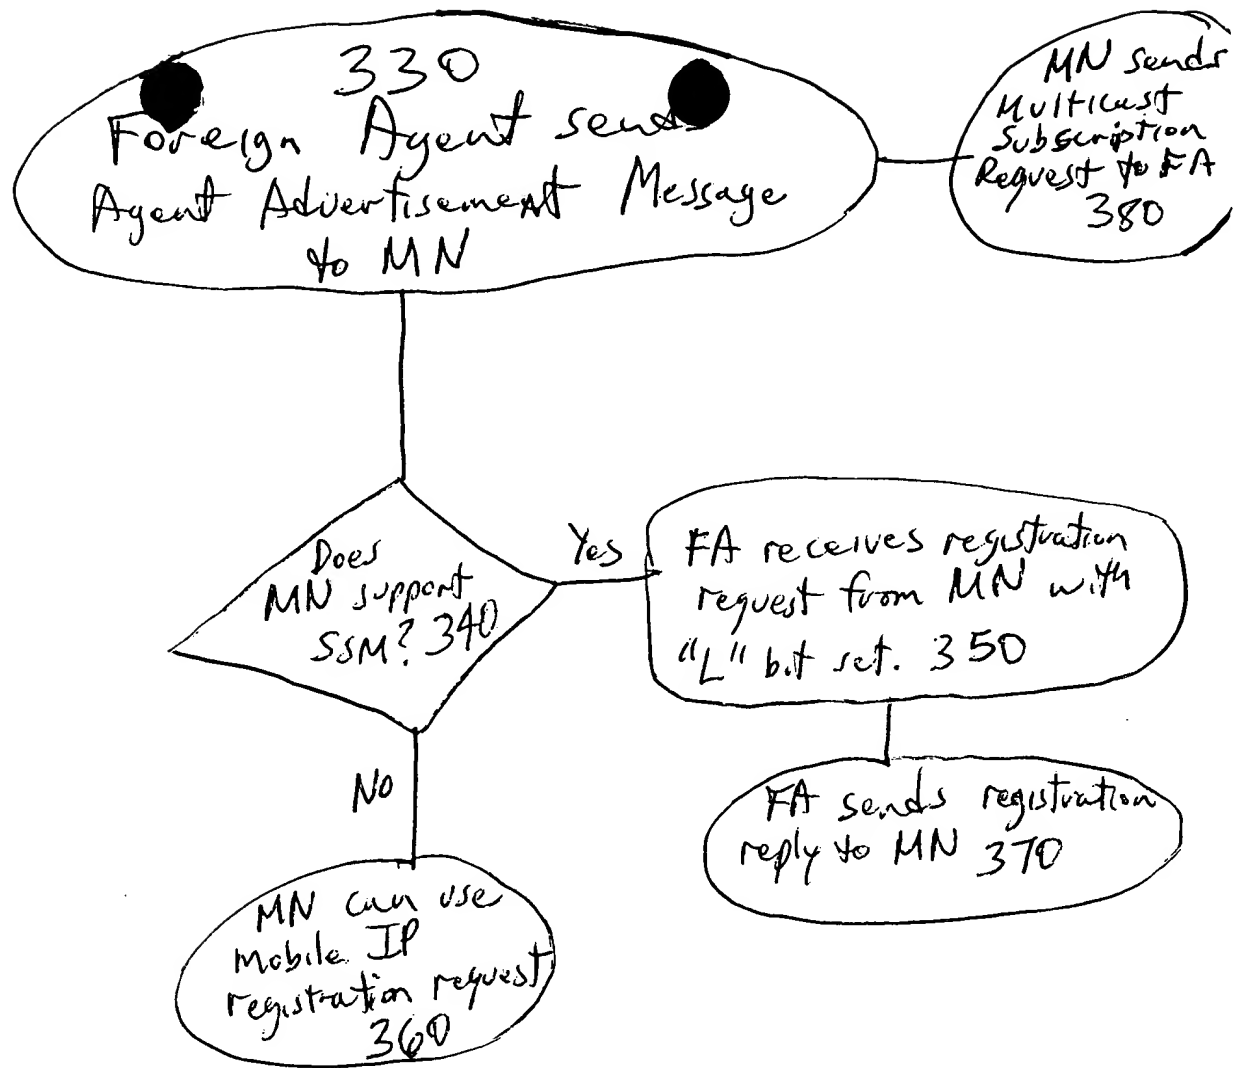 330
Foreign Agent sends
Agent Advertisement Message
to MN
MN sends
Multicast
Subscription
Request to FA
380
Does
MN support
SSM? 340
Yes
FA receives registration
request from MN with
"L" bit set. 350
No
FA sends registration
reply to MN 370
MN can use
Mobile IP
registration request
360